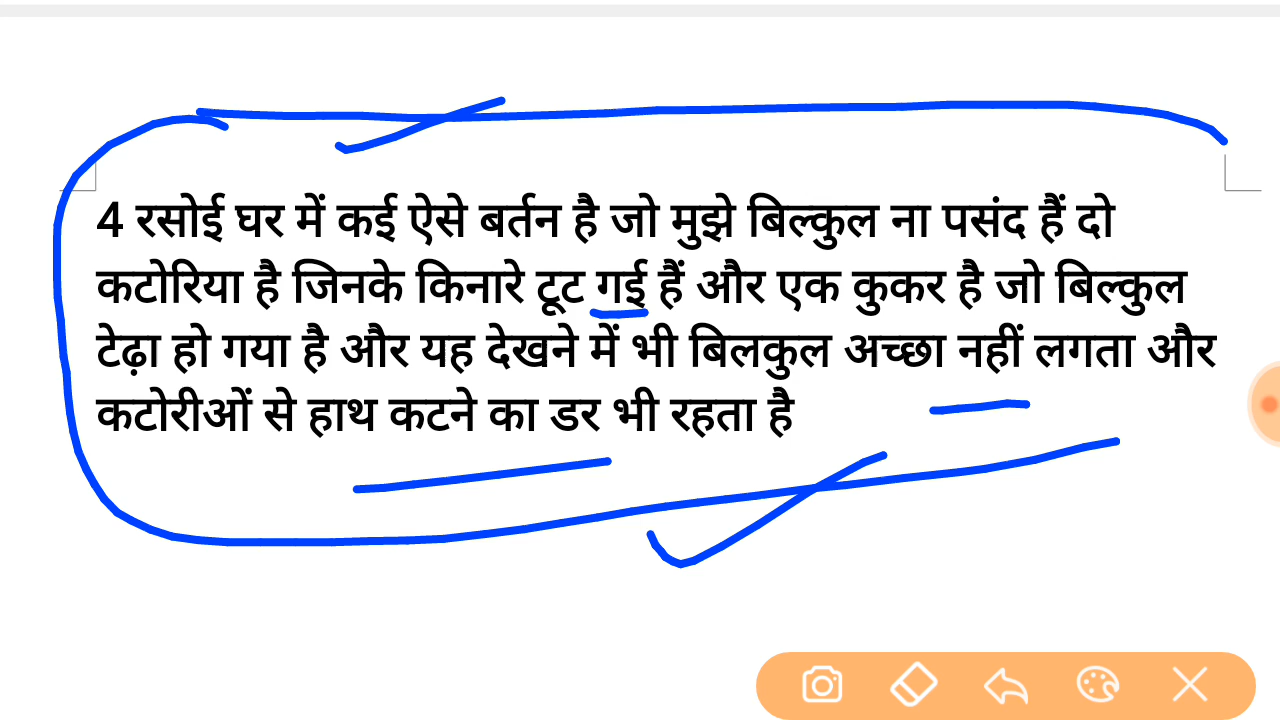 4 रसोई घर में कई ऐसे बर्तन है जो मुझे बिल्कुल ना पसंद हैं दो
कटोरिया है जिनके किनारे टूट गई हैं और एक कुकर है जो बिल्कुल
टेढ़ा हो गया है और यह देखने में भी बिलकुल अच्छा नहीं लगता और
कटोरीओं से हाथ कटने का डर भी रहता है